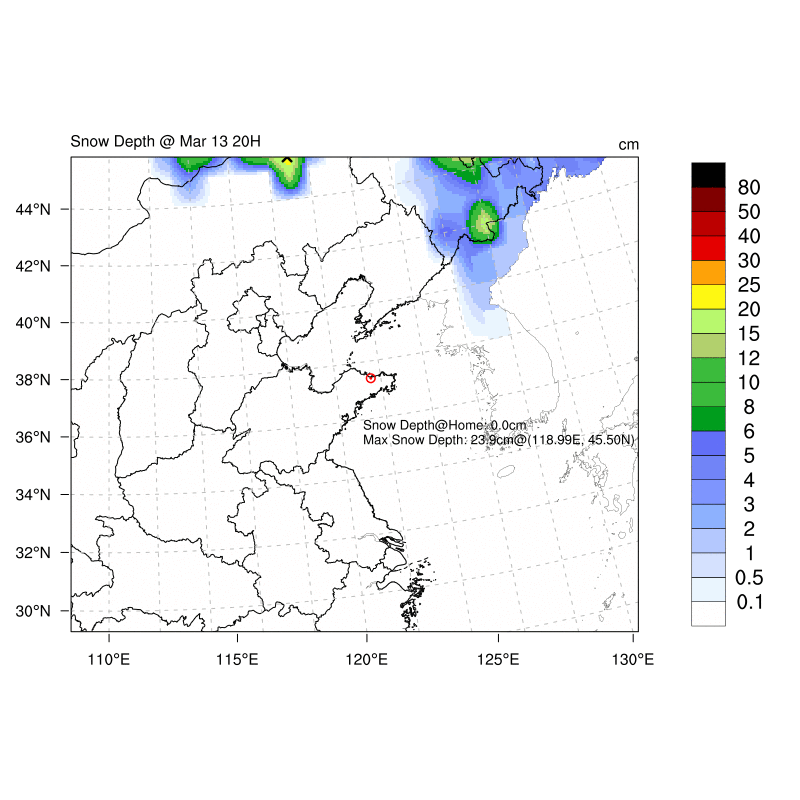 Snow Depth @ Mar 13 20H
cm
44°N
42°N
40°N
38°N
36°N
34°N
32°N
30°N
110°E
115°E
120°E
125°E
130°E
Snow Depth@Home: 0.0cm
Max Snow Depth: 23.9cm@(118.99E, 45.50N)
80
50
40
30
25
20
15
12
10
8
6
5
4
3
2
1
0.5
0.1